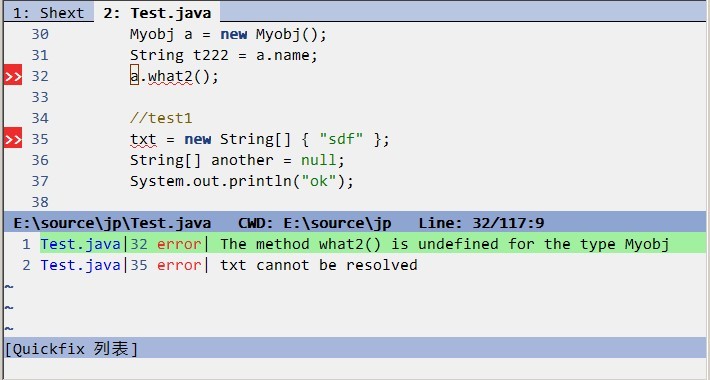 1: Shext 2: Test.java
30 Myobj a = new Myobj();
31 String t222 = a.name;
>> 32 a.what2();
33
34 //test1
>> 35 txt = new String[] { "sdf" };
36 String[] another = null;
37 System.out.println("ok");
38
E:\source\jp\Test.java CWD: E:\source\jp Line: 32/117:9
1 Test.java|32 error| The method what2() is undefined for the type Myobj
2 Test.java|35 error| txt cannot be resolved
~
~
~
[Quickfix 列表]